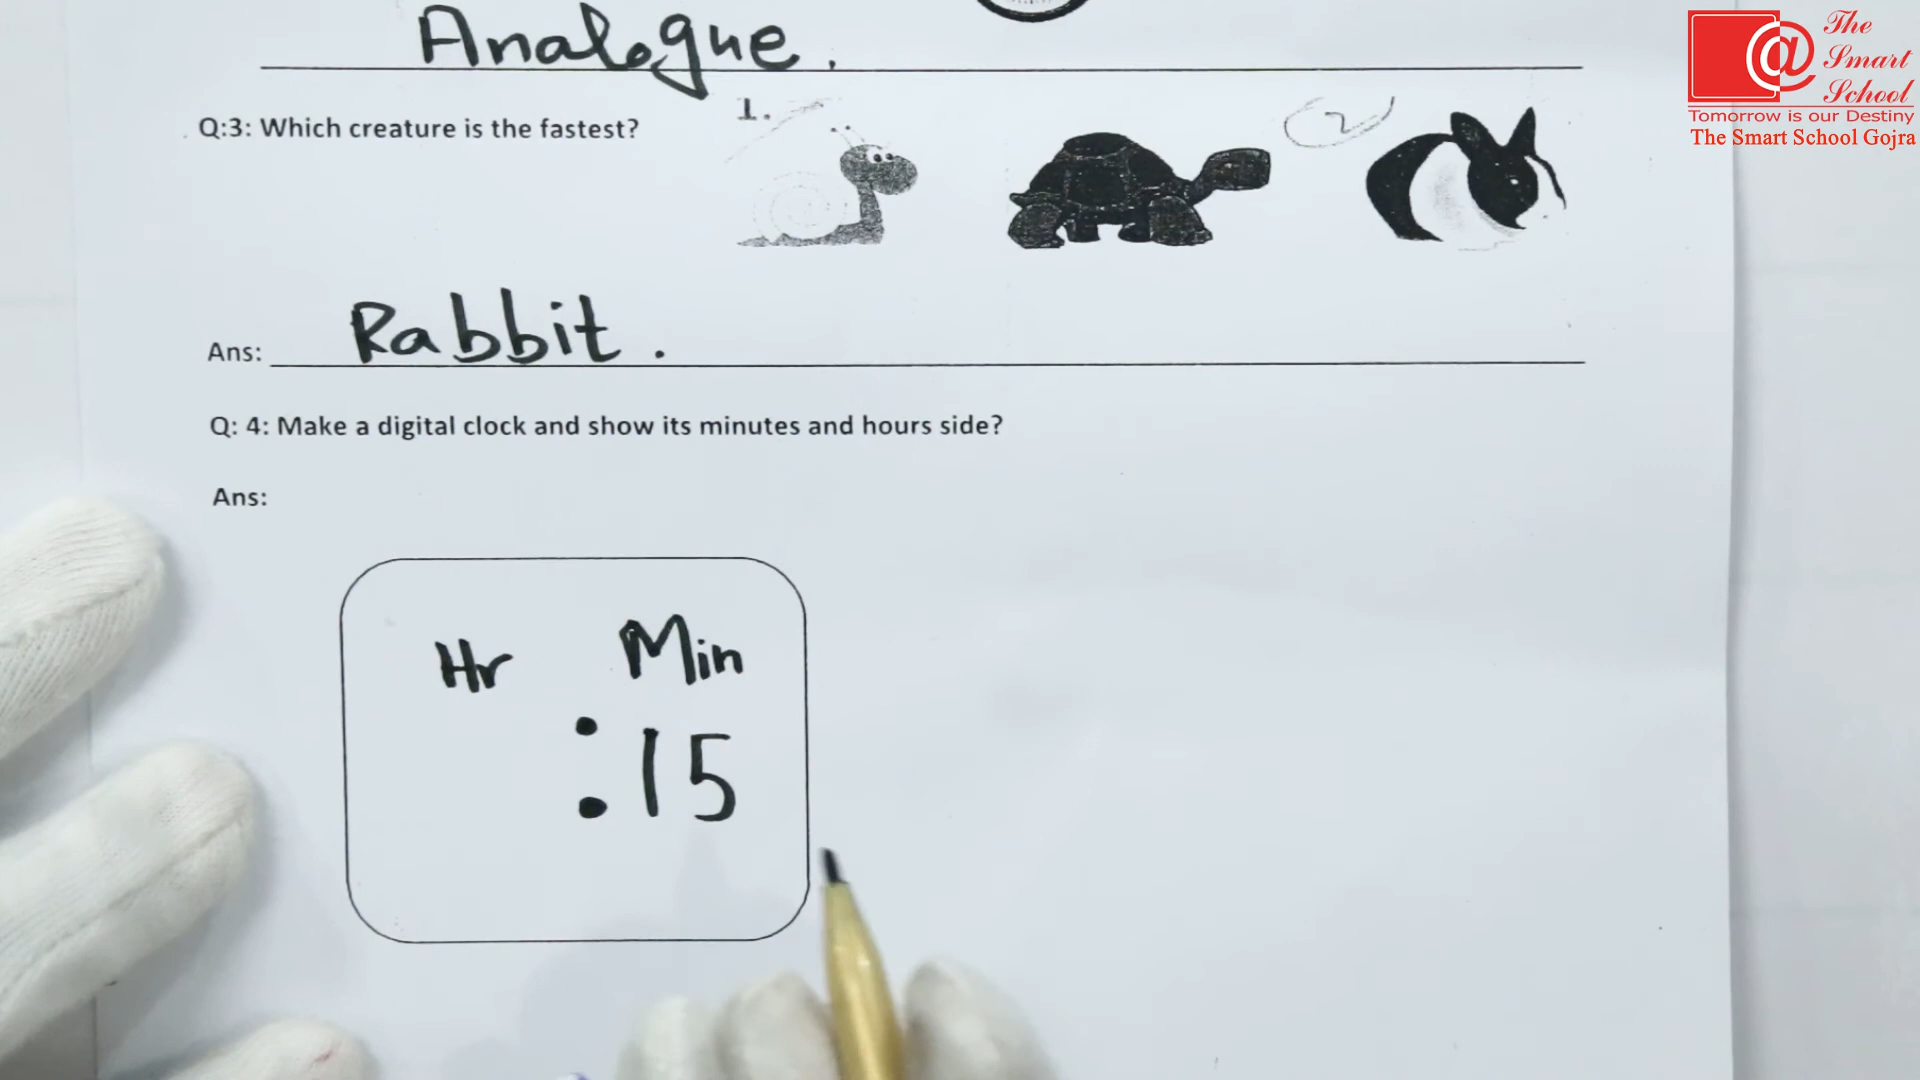 Analogue.
Q:3: Which creature is the fastest?
1.
2
Ans: Rabbit.
Q: 4: Make a digital clock and show its minutes and hours side?
Ans:
Hr Min
:15
@ The
Smart
School
Tomorrow is our Destiny
The Smart School Gojra